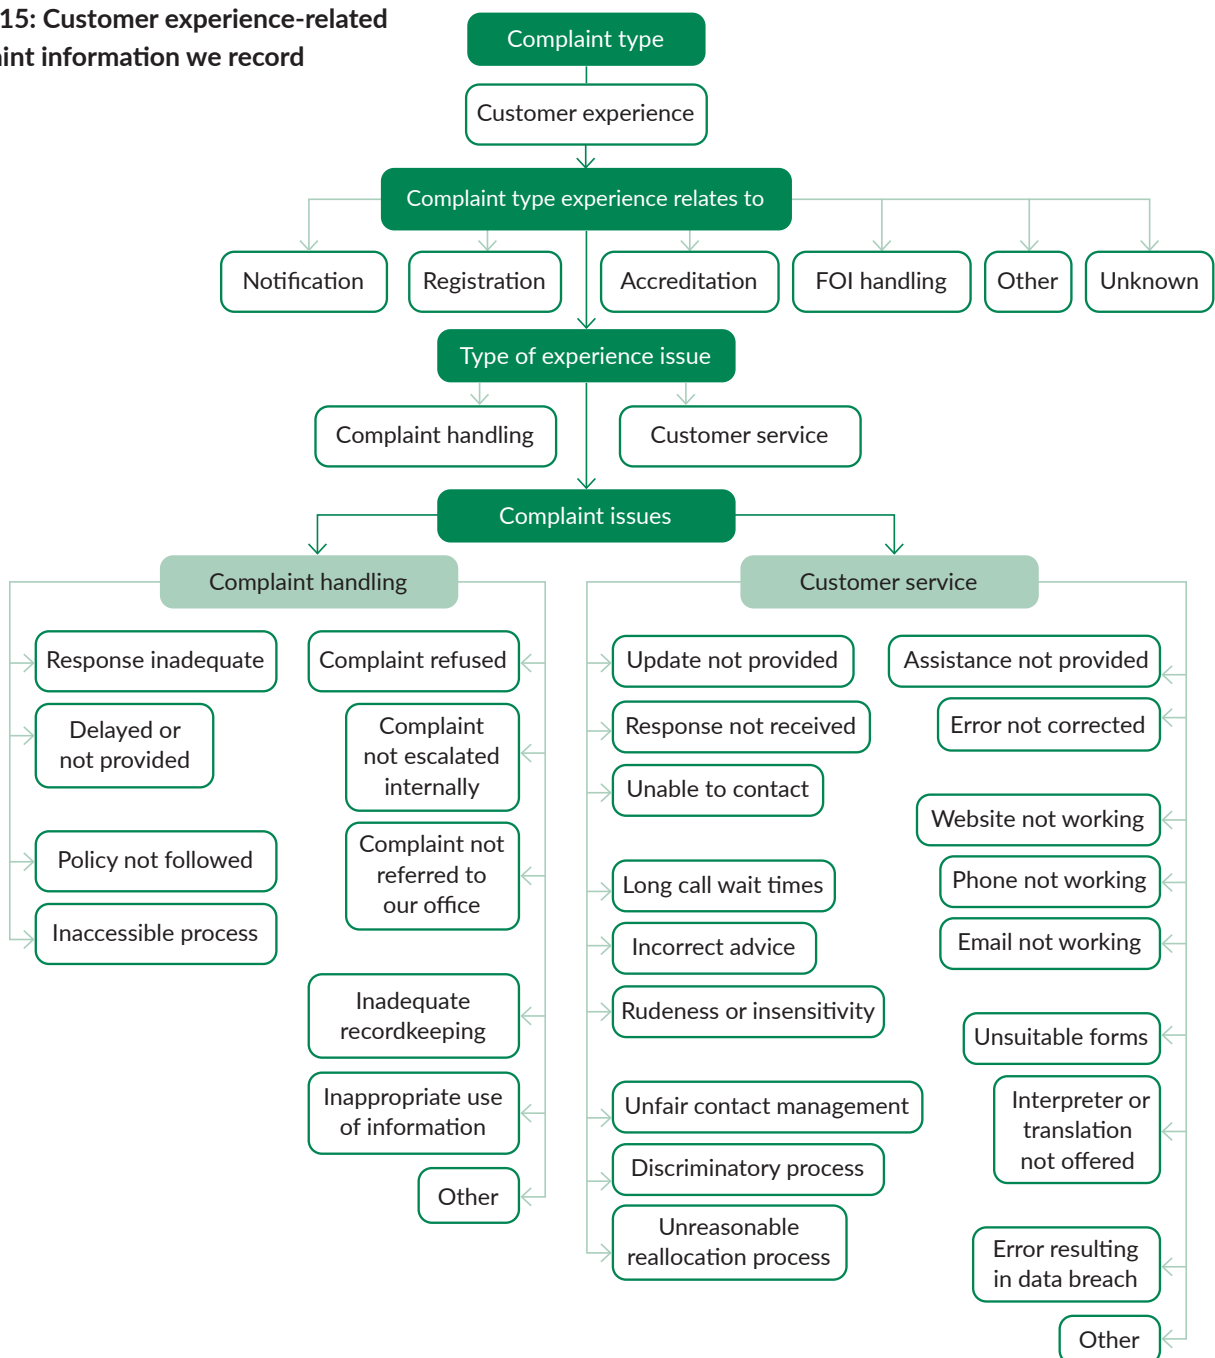 15: Customer experience-related
information we record
Complaint type
Customer experience
Complaint type experience relates to
Notification
Registration
Accreditation
FOI handling
Other
Unknown
Type of experience issue
Complaint handling
Customer service
Complaint issues
Complaint handling
Response inadequate
Delayed or
not provided
Policy not followed
Inaccessible process
Complaint refused
Complaint
not escalated
internally
Complaint not
referred to
our office
Inadequate
recordkeeping
Inappropriate use
of information
Other
Customer service
Update not provided
Response not received
Unable to contact
Long call wait times
Incorrect advice
Rudeness or insensitivity
Unfair contact management
Discriminatory process
Unreasonable
reallocation process
Assistance not provided
Error not corrected
Website not working
Phone not working
Email not working
Unsuitable forms
Interpreter or
translation
not offered
Error resulting
in data breach
Other